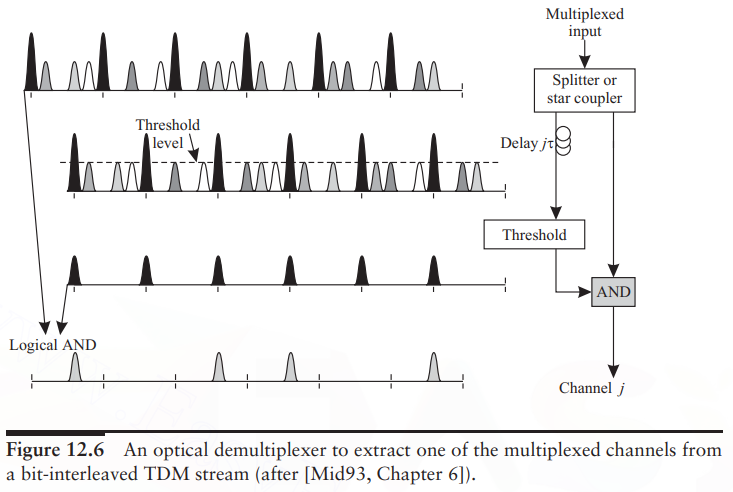 Multiplexed
input
Splitter or
star coupler
Threshold
level
Delay jτ
Threshold
AND
Logical AND
Channel j
Figure 12.6 An optical demultiplexer to extract one of the multiplexed channels from
a bit-interleaved TDM stream (after [Mid93, Chapter 6]).